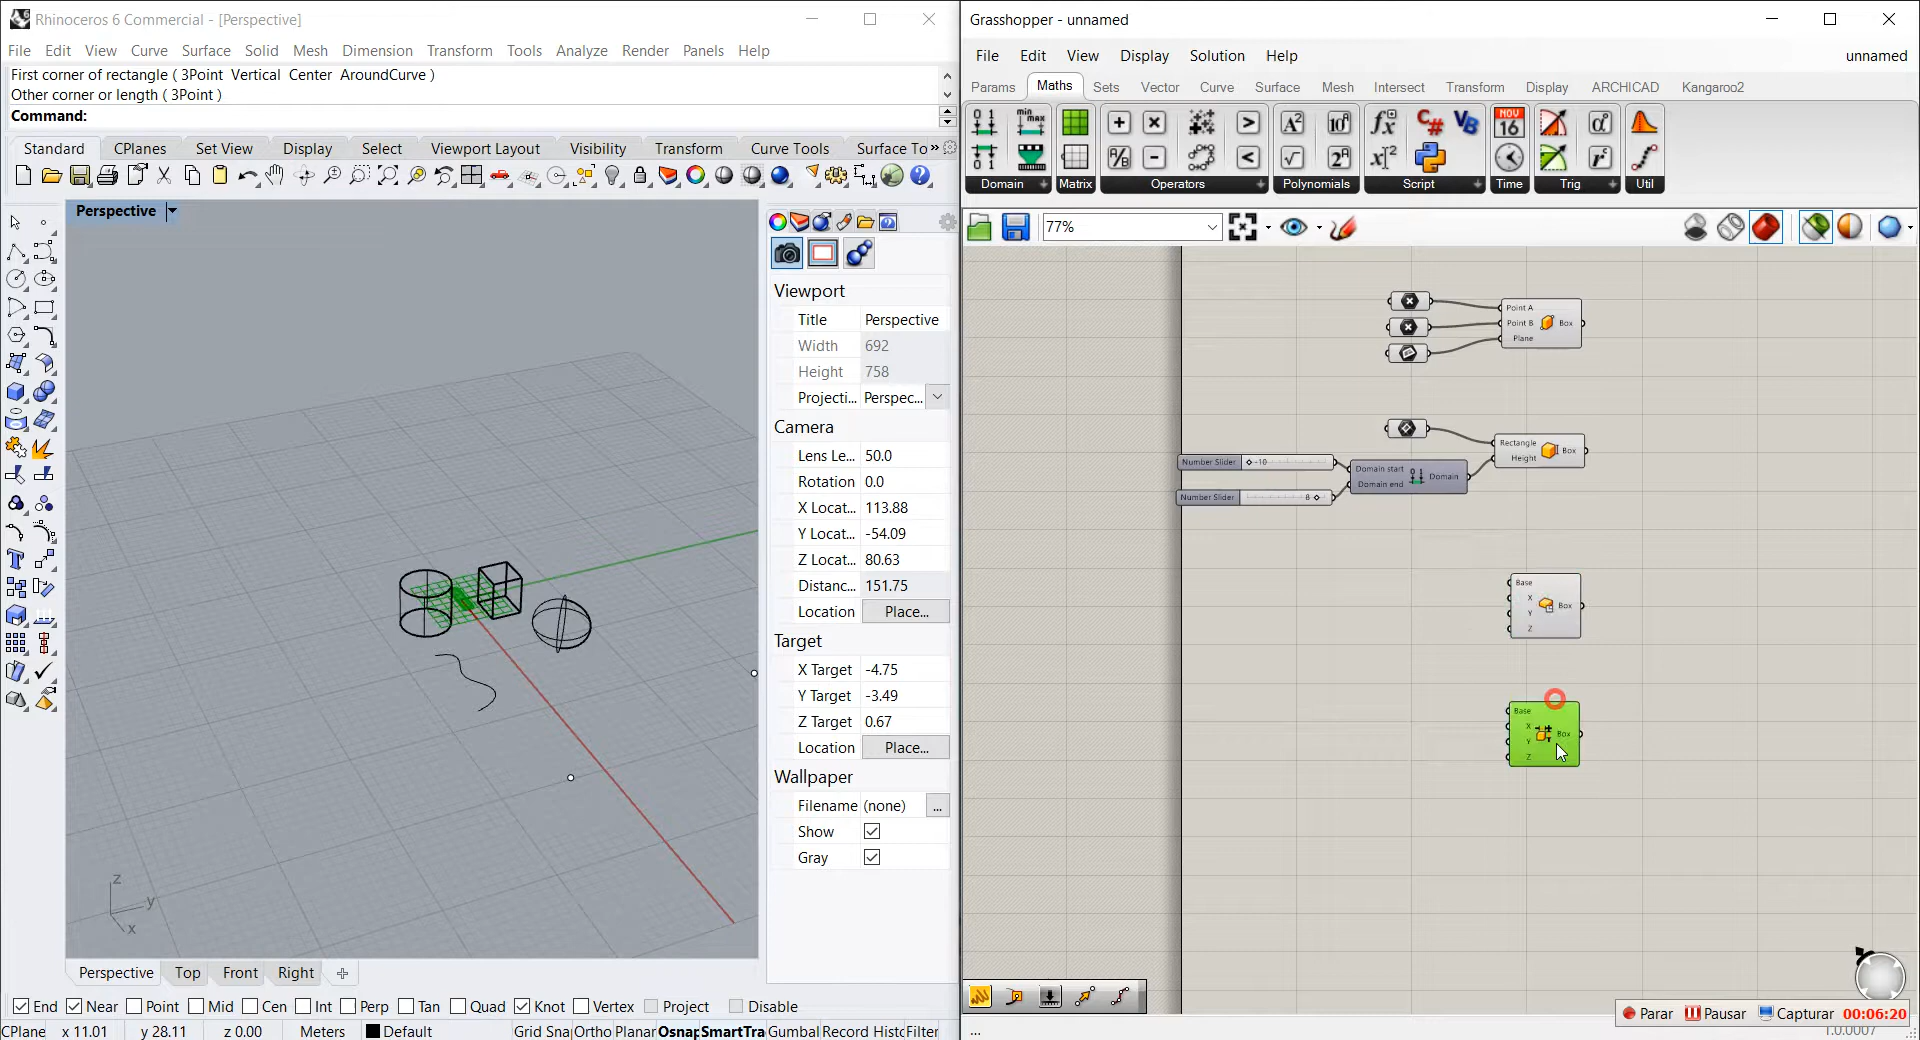 Rhinoceros 6 Commercial - [Perspective]
File Edit View Curve Surface Solid Mesh Dimension Transform Tools Analyze Render Panels Help
First corner of rectangle ( 3Point Vertical Center AroundCurve )
Other corner or length ( 3Point )
Command:
Standard CPlanes Set View Display Select Viewport Layout Visibility Transform Curve Tools Surface To »
Perspective
Viewport
Title Perspective
Width 692
Height 758
Projecti... Perspec...
Camera
Lens Le... 50.0
Rotation 0.0
X Locat... 113.88
Y Locat... -54.09
Z Locat... 80.63
Distanc... 151.75
Location Place...
Target
X Target -4.75
Y Target -3.49
Z Target 0.67
Location Place...
Wallpaper
Filename (none) ...
Show
Gray
z
y
x
Perspective Top Front Right
End Near Point Mid Cen Int Perp Tan Quad Knot Vertex Project Disable
CPlane x 11.01 y 28.11 z 0.00 Meters Default Grid Sna Ortho Planar Osnap SmartTra Gumbal Record Histo Filter
Grasshopper - unnamed
File Edit View Display Solution Help unnamed
Params Maths Sets Vector Curve Surface Mesh Intersect Transform Display ARCHICAD Kangaroo2
Domain Matrix Operators Polynomials Script Time Trig Util
77%
Point A
Point B Box
Plane
Rectangle
Height Box
Number Slider -10
Number Slider 8
Domain start
Domain end
Domain
Base
X
Y
Z
Box
Base
X
Y
Z
Box
Parar Pausar Capturar 00:06:20
...
1.0.0007